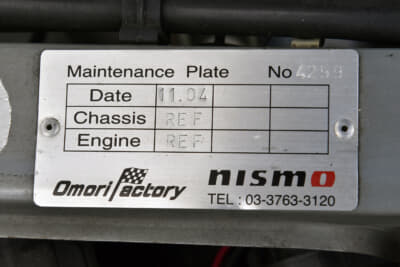 Maintenance Plate No 4259
Date 11.04
Chassis REF
Engine REF
Omori factory nismo
TEL : 03-3763-3120